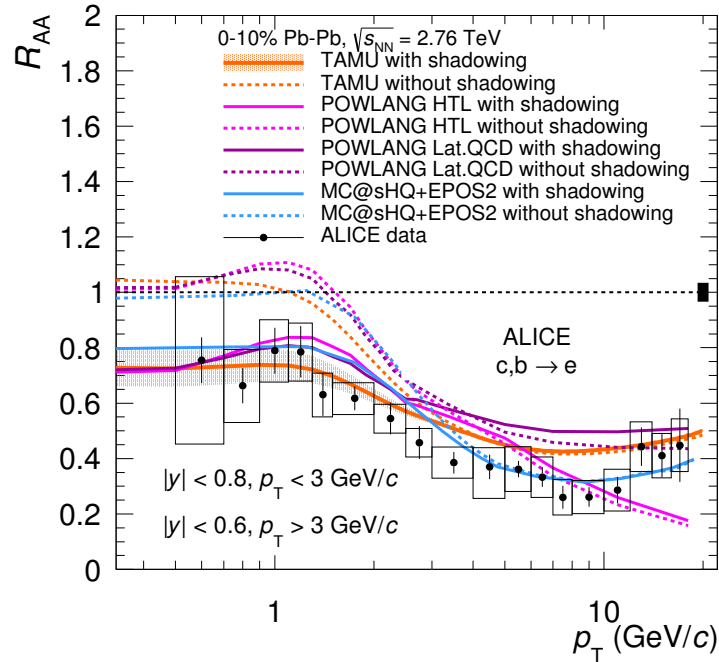 0-10% Pb-Pb, √s_NN = 2.76 TeV
TAMU with shadowing
TAMU without shadowing
POWLANG HTL with shadowing
POWLANG HTL without shadowing
POWLANG Lat.QCD with shadowing
POWLANG Lat.QCD without shadowing
MC@sHQ+EPOS2 with shadowing
MC@sHQ+EPOS2 without shadowing
ALICE data
ALICE
c,b → e
|y| < 0.8, p_T < 3 GeV/c
|y| < 0.6, p_T > 3 GeV/c
R_AA
2
1.8
1.6
1.4
1.2
1
0.8
0.6
0.4
0.2
0
1
10
p_T (GeV/c)